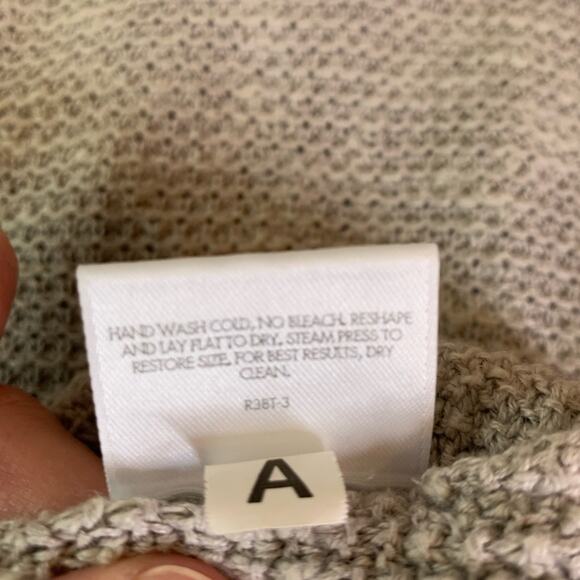 HAND WASH COLD, NO BLEACH. RESHAPE
AND LAY FLAT TO DRY. STEAM PRESS TO
RESTORE SIZE. FOR BEST RESULTS, DRY
CLEAN.
R38T-3
A